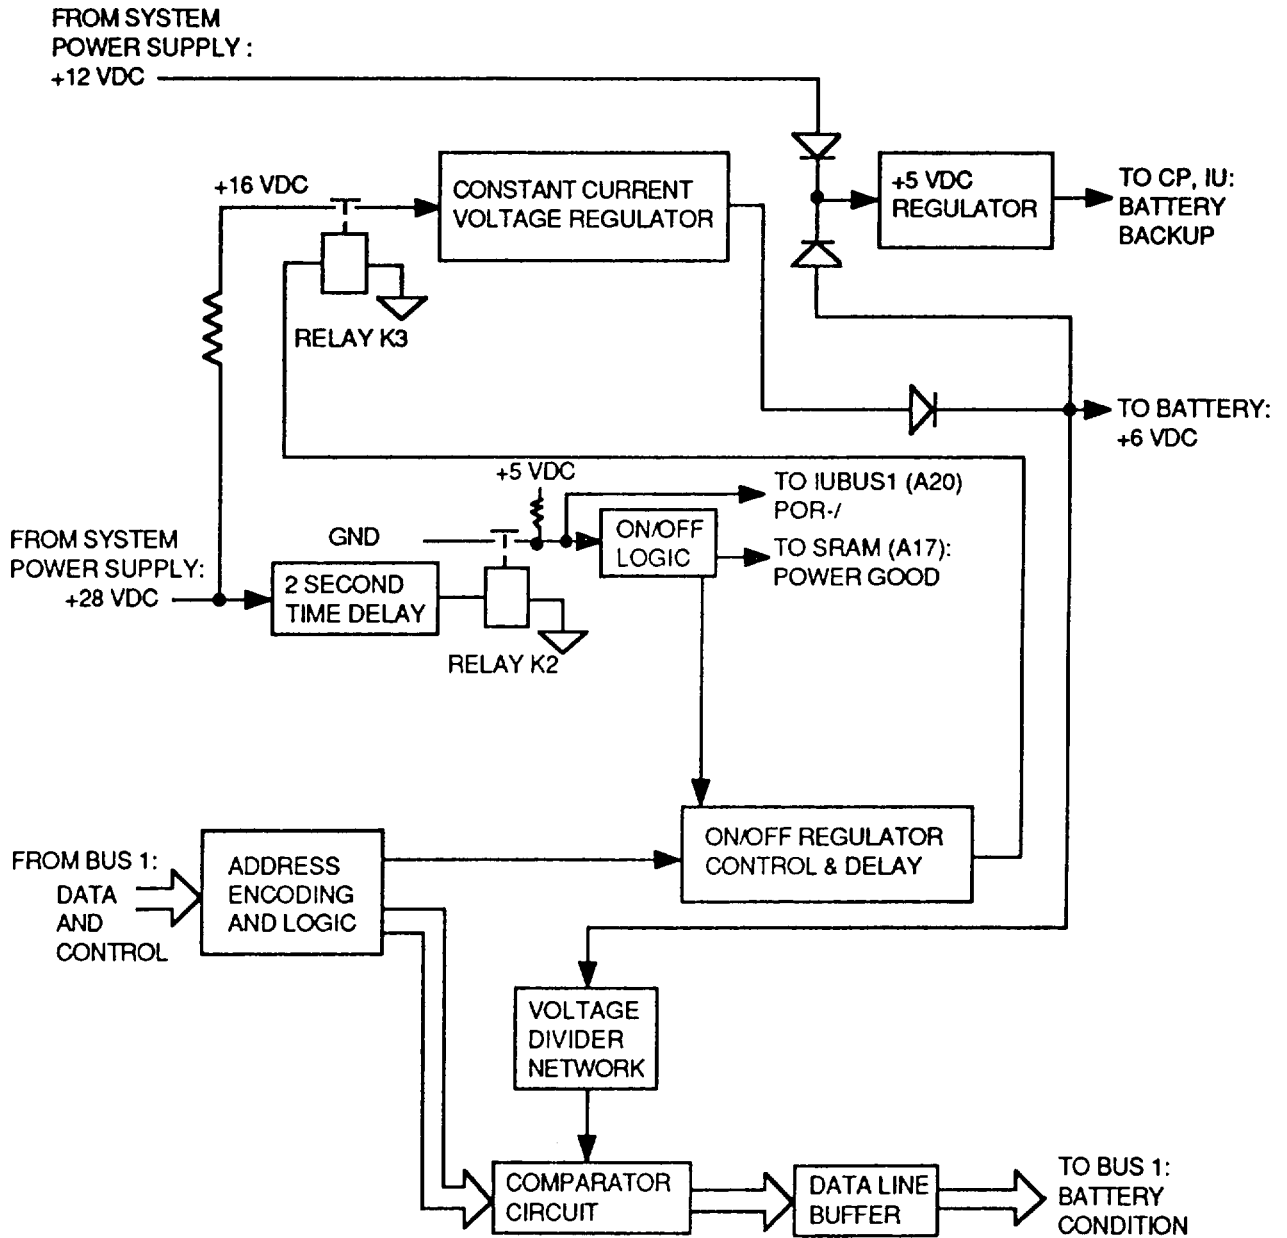 FROM SYSTEM
POWER SUPPLY :
+12 VDC
+16 VDC
CONSTANT CURRENT
VOLTAGE REGULATOR
+5 VDC
REGULATOR
TO CP, IU:
BATTERY
BACKUP
RELAY K3
TO BATTERY:
+6 VDC
+5 VDC
TO IUBUS1 (A20)
POR-/
GND
ON/OFF
LOGIC
TO SRAM (A17):
POWER GOOD
FROM SYSTEM
POWER SUPPLY:
+28 VDC
2 SECOND
TIME DELAY
RELAY K2
ON/OFF REGULATOR
CONTROL & DELAY
FROM BUS 1:
DATA
AND
CONTROL
ADDRESS
ENCODING
AND LOGIC
VOLTAGE
DIVIDER
NETWORK
COMPARATOR
CIRCUIT
DATA LINE
BUFFER
TO BUS 1:
BATTERY
CONDITION